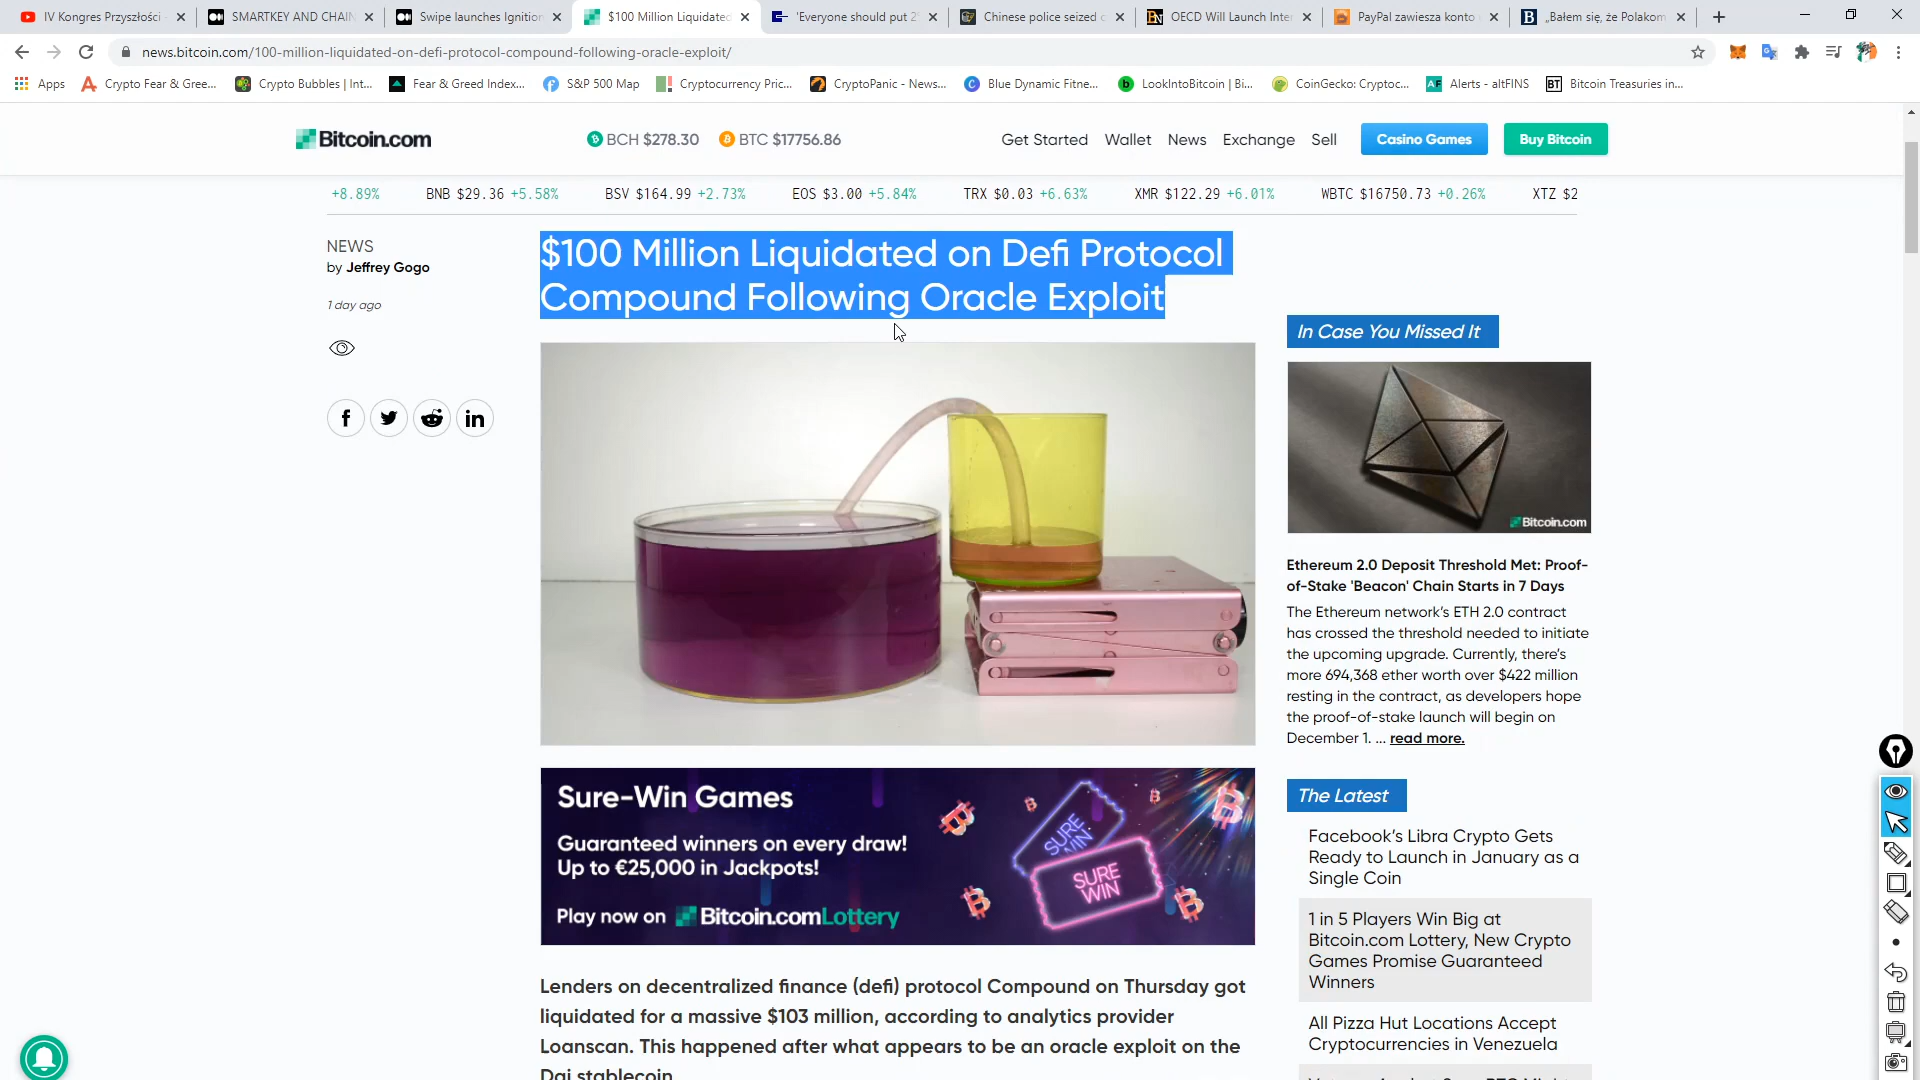 IV Kongres Przyszłości
SMARTKEY AND CHAIN
Swipe launches Ignition
$100 Million Liquidated
'Everyone should put 2
Chinese police seized c
OECD Will Launch Inte
PayPal zawiesza konto
„Bałem się, że Polakom
news.bitcoin.com/100-million-liquidated-on-defi-protocol-compound-following-oracle-exploit/
Apps
Crypto Fear & Gree...
Crypto Bubbles | Int...
Fear & Greed Index...
S&P 500 Map
Cryptocurrency Pric...
CryptoPanic - News...
Blue Dynamic Fitne...
LookIntoBitcoin | Bi...
CoinGecko: Cryptoc...
AF Alerts - altFINS
BT Bitcoin Treasuries in...
Bitcoin.com
BCH $278.30
BTC $17756.86
Get Started
Wallet
News
Exchange
Sell
Casino Games
Buy Bitcoin
+8.89%
BNB $29.36 +5.58%
BSV $164.99 +2.73%
EOS $3.00 +5.84%
TRX $0.03 +6.63%
XMR $122.29 +6.01%
WBTC $16750.73 +0.26%
XTZ $2
NEWS
by Jeffrey Gogo
1 day ago
$100 Million Liquidated on Defi Protocol
Compound Following Oracle Exploit
Sure-Win Games
Guaranteed winners on every draw!
Up to €25,000 in Jackpots!
Play now on Bitcoin.comLottery
SURE
WIN
SURE
WIN
Lenders on decentralized finance (defi) protocol Compound on Thursday got
liquidated for a massive $103 million, according to analytics provider
Loanscan. This happened after what appears to be an oracle exploit on the
Dai stablecoin.
In Case You Missed It
Bitcoin.com
Ethereum 2.0 Deposit Threshold Met: Proof-
of-Stake 'Beacon' Chain Starts in 7 Days
The Ethereum network's ETH 2.0 contract
has crossed the threshold needed to initiate
the upcoming upgrade. Currently, there's
more 694,368 ether worth over $422 million
resting in the contract, as developers hope
the proof-of-stake launch will begin on
December 1. ... read more.
The Latest
Facebook's Libra Crypto Gets
Ready to Launch in January as a
Single Coin
1 in 5 Players Win Big at
Bitcoin.com Lottery, New Crypto
Games Promise Guaranteed
Winners
All Pizza Hut Locations Accept
Cryptocurrencies in Venezuela